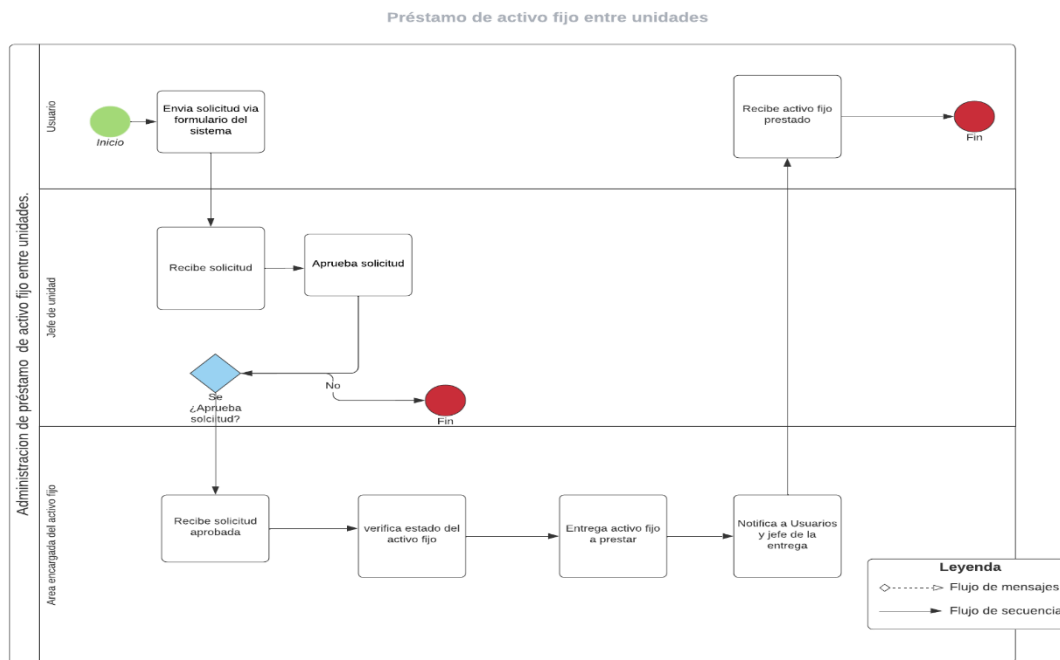 Préstamo de activo fijo entre unidades
Administracion de préstamo  de activo fijo entre unidades.
Usuario
Inicio
Envia solicitud via
formulario del
sistema
Recibe activo fijo
prestado
Fin
Jefe de unidad
Recibe solicitud
Aprueba solicitud
No
Se
¿Aprueba
solcitud?
Fin
Area encargada del activo fijo
Recibe solicitud
aprobada
verifica estado del
activo fijo
Entrega activo fijo
a prestar
Notifica a Usuarios
y jefe de la
entrega
Leyenda
Flujo de mensajes
Flujo de secuencia